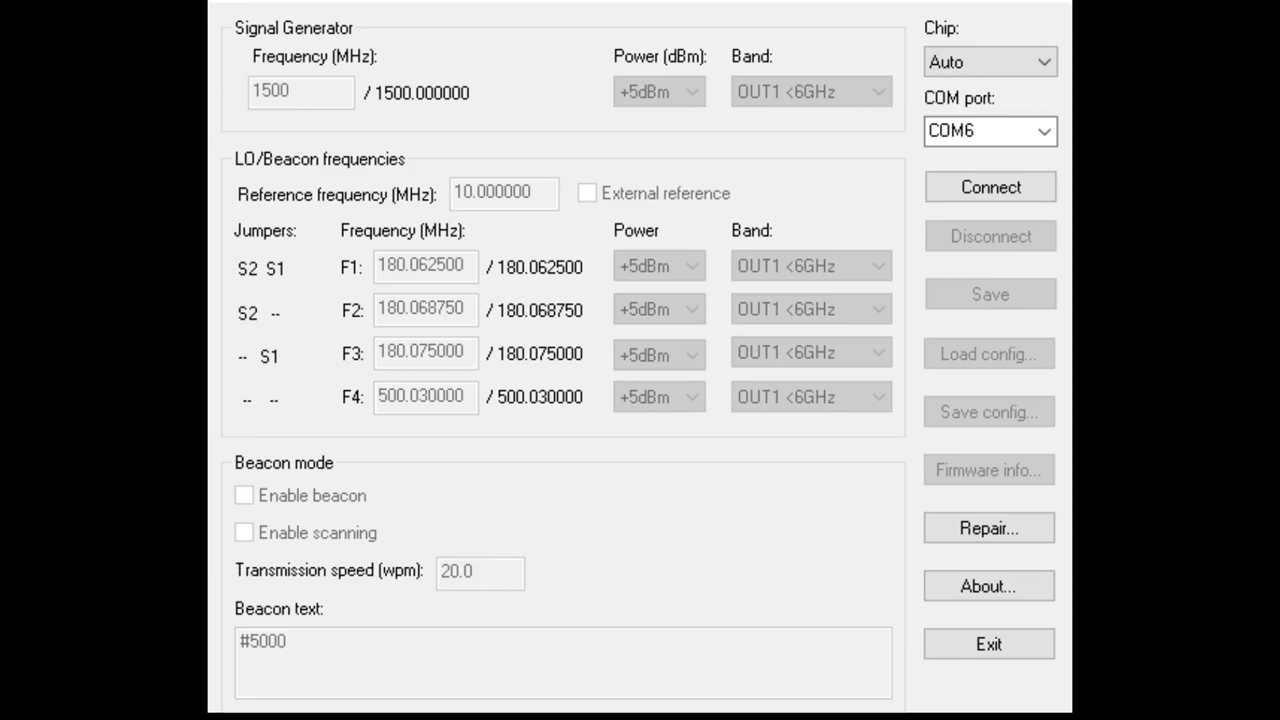 Signal Generator
Frequency (MHz): Power (dBm): Band:
1500 / 1500.000000 +5dBm OUT1 <6GHz
LO/Beacon frequencies
Reference frequency (MHz): 10.000000 External reference
Jumpers: Frequency (MHz): Power Band:
S2 S1 F1: 180.062500 / 180.062500 +5dBm OUT1 <6GHz
S2 -- F2: 180.068750 / 180.068750 +5dBm OUT1 <6GHz
-- S1 F3: 180.075000 / 180.075000 +5dBm OUT1 <6GHz
-- -- F4: 500.030000 / 500.030000 +5dBm OUT1 <6GHz
Beacon mode
Enable beacon
Enable scanning
Transmission speed (wpm): 20.0
Beacon text:
#5000
Chip:
Auto
COM port:
COM6
Connect
Disconnect
Save
Load config...
Save config...
Firmware info...
Repair...
About...
Exit